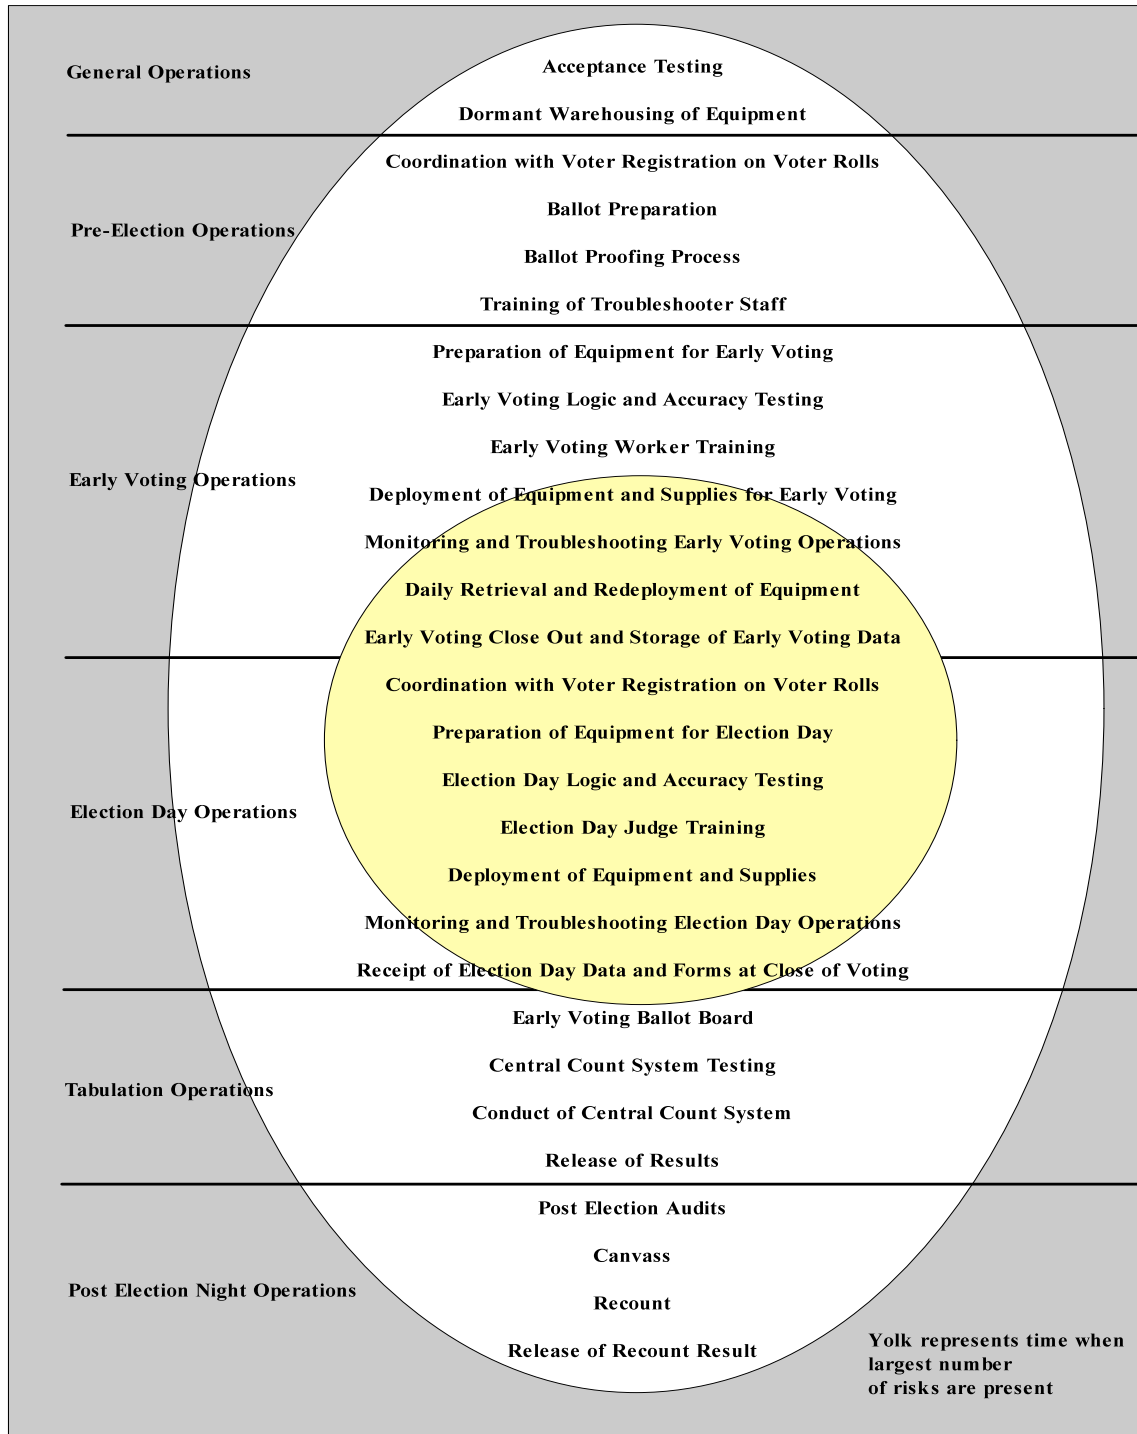 General Operations
Acceptance Testing
Dormant Warehousing of Equipment
Pre-Election Operations
Coordination with Voter Registration on Voter Rolls
Ballot Preparation
Ballot Proofing Process
Training of Troubleshooter Staff
Early Voting Operations
Preparation of Equipment for Early Voting
Early Voting Logic and Accuracy Testing
Early Voting Worker Training
Deployment of Equipment and Supplies for Early Voting
Monitoring and Troubleshooting Early Voting Operations
Daily Retrieval and Redeployment of Equipment
Early Voting Close Out and Storage of Early Voting Data
Election Day Operations
Coordination with Voter Registration on Voter Rolls
Preparation of Equipment for Election Day
Election Day Logic and Accuracy Testing
Election Day Judge Training
Deployment of Equipment and Supplies
Monitoring and Troubleshooting Election Day Operations
Receipt of Election Day Data and Forms at Close of Voting
Tabulation Operations
Early Voting Ballot Board
Central Count System Testing
Conduct of Central Count System
Release of Results
Post Election Night Operations
Post Election Audits
Canvass
Recount
Release of Recount Result
Yolk represents time when
largest number
of risks are present